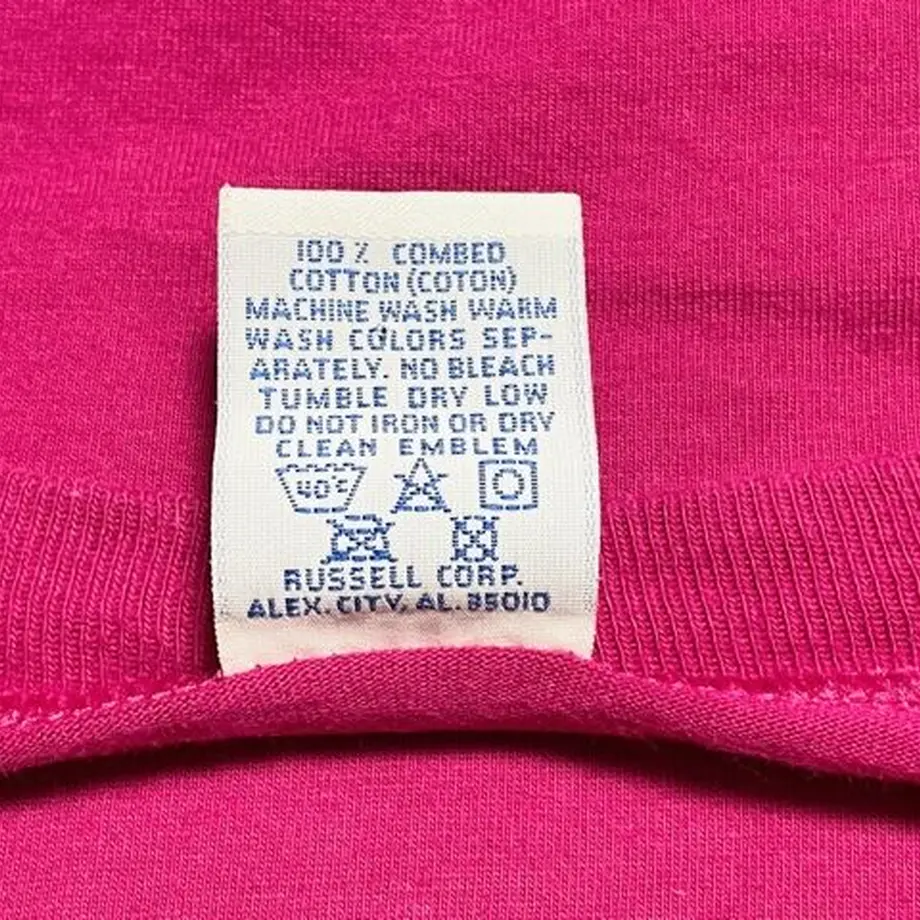 100 % COMBED
COTTON (COTON)
MACHINE WASH WARM
WASH COLORS SEP-
ARATELY. NO BLEACH
TUMBLE DRY LOW
DO NOT IRON OR DRY
CLEAN EMBLEM
40°C
RUSSELL CORP.
ALEX. CITY, AL. 35010